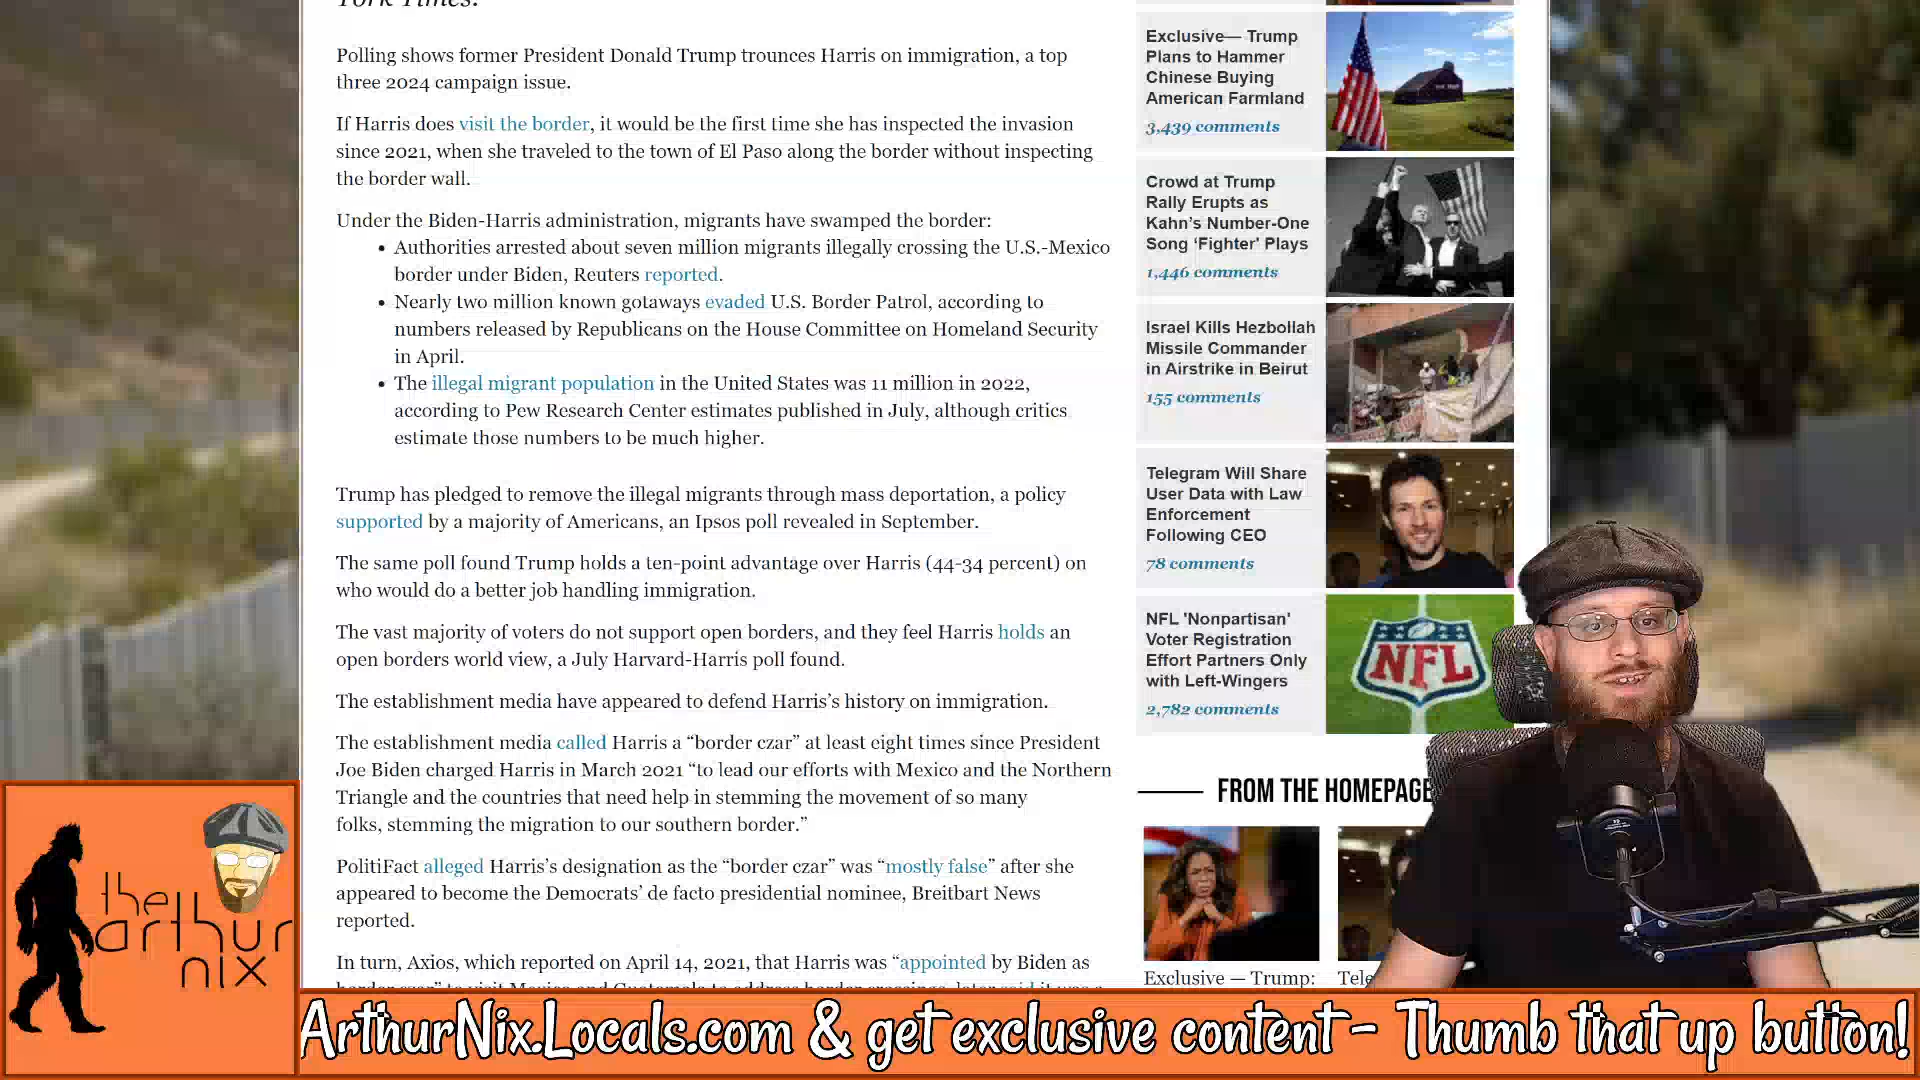 York Times.
Polling shows former President Donald Trump trounces Harris on immigration, a top
three 2024 campaign issue.
If Harris does visit the border, it would be the first time she has inspected the invasion
since 2021, when she traveled to the town of El Paso along the border without inspecting
the border wall.
Under the Biden-Harris administration, migrants have swamped the border:
• Authorities arrested about seven million migrants illegally crossing the U.S.-Mexico
border under Biden, Reuters reported.
• Nearly two million known gotaways evaded U.S. Border Patrol, according to
numbers released by Republicans on the House Committee on Homeland Security
in April.
• The illegal migrant population in the United States was 11 million in 2022,
according to Pew Research Center estimates published in July, although critics
estimate those numbers to be much higher.
Trump has pledged to remove the illegal migrants through mass deportation, a policy
supported by a majority of Americans, an Ipsos poll revealed in September.
The same poll found Trump holds a ten-point advantage over Harris (44-34 percent) on
who would do a better job handling immigration.
The vast majority of voters do not support open borders, and they feel Harris holds an
open borders world view, a July Harvard-Harris poll found.
The establishment media have appeared to defend Harris's history on immigration.
The establishment media called Harris a “border czar” at least eight times since President
Joe Biden charged Harris in March 2021 “to lead our efforts with Mexico and the Northern
Triangle and the countries that need help in stemming the movement of so many
folks, stemming the migration to our southern border.”
PolitiFact alleged Harris's designation as the “border czar” was “mostly false” after she
appeared to become the Democrats' de facto presidential nominee, Breitbart News
reported.
In turn, Axios, which reported on April 14, 2021, that Harris was “appointed by Biden as
Exclusive— Trump
Plans to Hammer
Chinese Buying
American Farmland
3,439 comments
Crowd at Trump
Rally Erupts as
Kahn's Number-One
Song ‘Fighter’ Plays
1,446 comments
Israel Kills Hezbollah
Missile Commander
in Airstrike in Beirut
155 comments
Telegram Will Share
User Data with Law
Enforcement
Following CEO
78 comments
NFL 'Nonpartisan'
Voter Registration
Effort Partners Only
with Left-Wingers
2,782 comments
NFL
FROM THE HOMEPAGE
Exclusive — Trump:
Tele
the
arthur
nix
ArthurNix.Locals.com & get exclusive content - Thumb that up button!